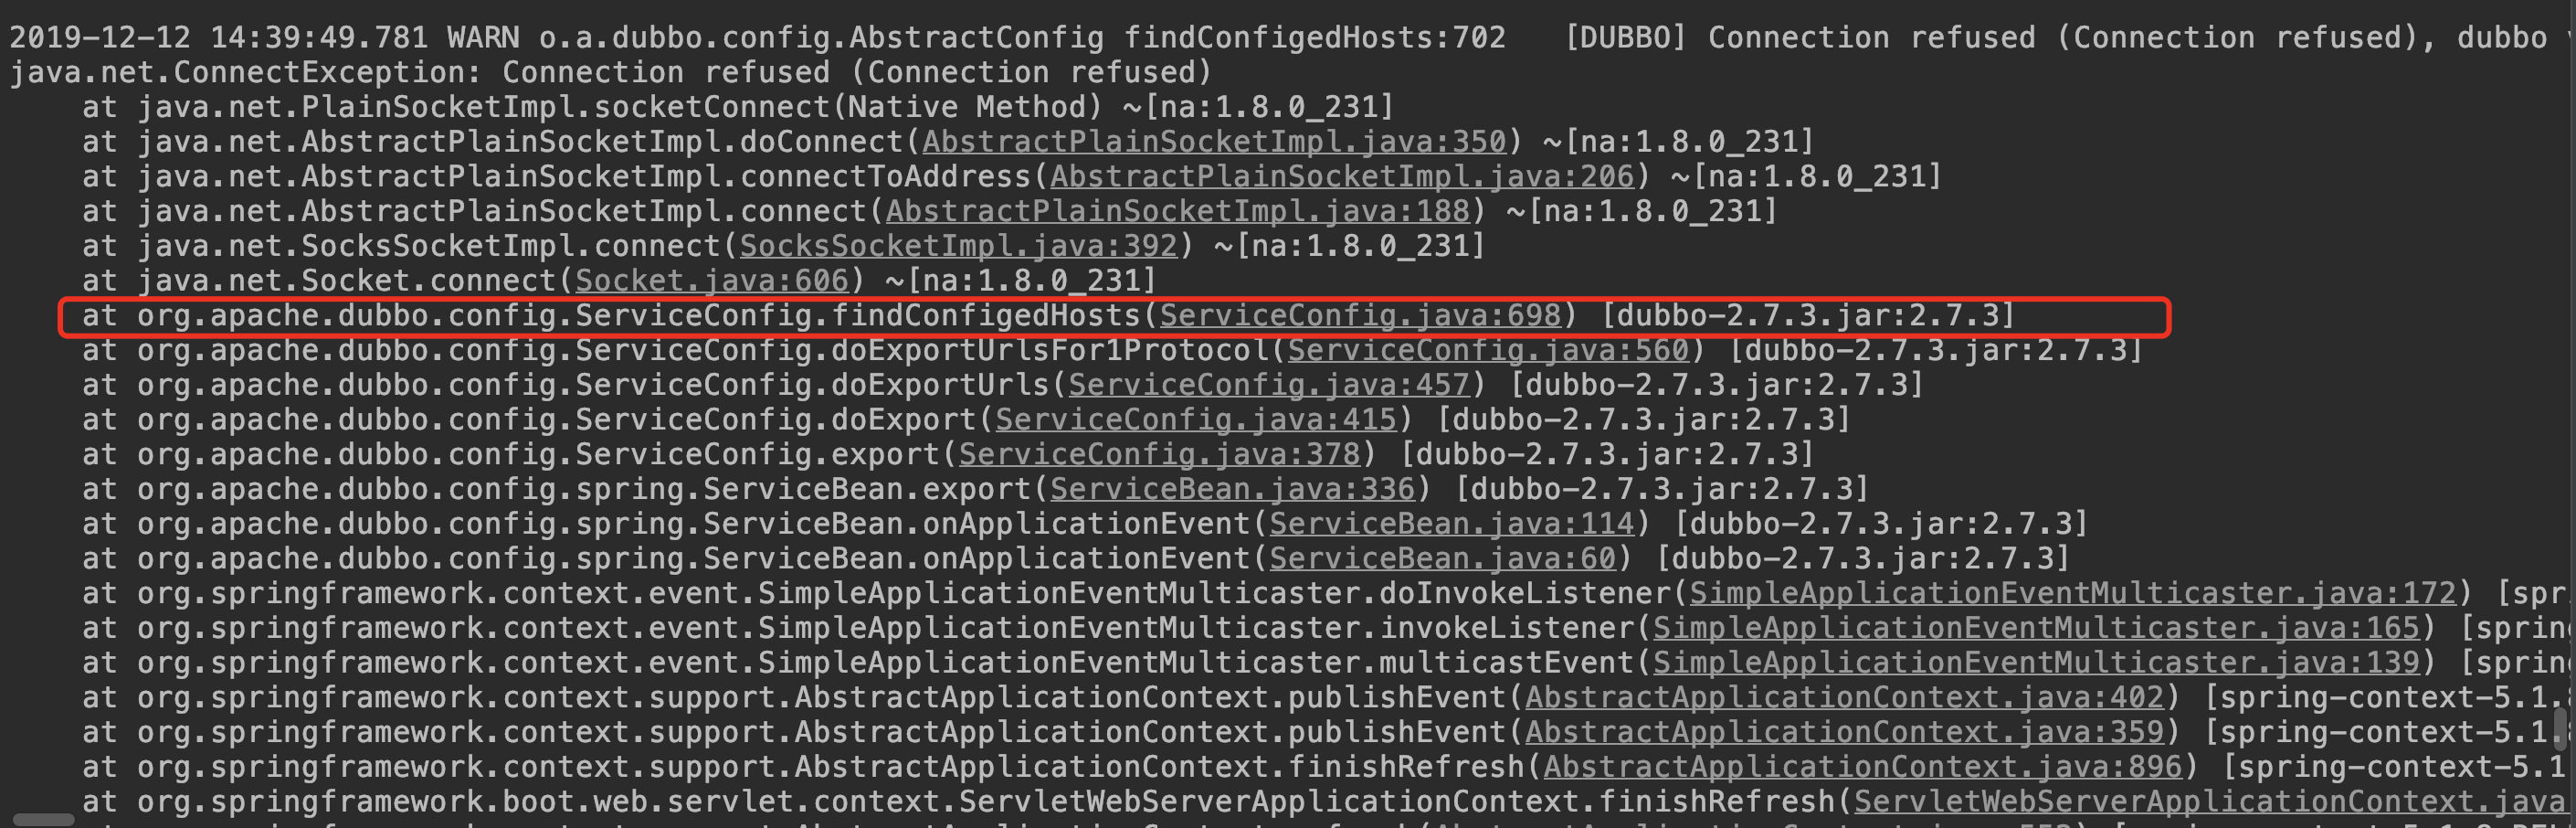 2019-12-12 14:39:49.781 WARN o.a.dubbo.config.AbstractConfig findConfigedHosts:702   [DUBBO] Connection refused (Connection refused), dubbo
java.net.ConnectException: Connection refused (Connection refused)
at java.net.PlainSocketImpl.socketConnect(Native Method) ~[na:1.8.0_231]
at java.net.AbstractPlainSocketImpl.doConnect(AbstractPlainSocketImpl.java:350) ~[na:1.8.0_231]
at java.net.AbstractPlainSocketImpl.connectToAddress(AbstractPlainSocketImpl.java:206) ~[na:1.8.0_231]
at java.net.AbstractPlainSocketImpl.connect(AbstractPlainSocketImpl.java:188) ~[na:1.8.0_231]
at java.net.SocksSocketImpl.connect(SocksSocketImpl.java:392) ~[na:1.8.0_231]
at java.net.Socket.connect(Socket.java:606) ~[na:1.8.0_231]
at org.apache.dubbo.config.ServiceConfig.findConfigedHosts(ServiceConfig.java:698) [dubbo-2.7.3.jar:2.7.3]
at org.apache.dubbo.config.ServiceConfig.doExportUrlsFor1Protocol(ServiceConfig.java:560) [dubbo-2.7.3.jar:2.7.3]
at org.apache.dubbo.config.ServiceConfig.doExportUrls(ServiceConfig.java:457) [dubbo-2.7.3.jar:2.7.3]
at org.apache.dubbo.config.ServiceConfig.doExport(ServiceConfig.java:415) [dubbo-2.7.3.jar:2.7.3]
at org.apache.dubbo.config.ServiceConfig.export(ServiceConfig.java:378) [dubbo-2.7.3.jar:2.7.3]
at org.apache.dubbo.config.spring.ServiceBean.export(ServiceBean.java:336) [dubbo-2.7.3.jar:2.7.3]
at org.apache.dubbo.config.spring.ServiceBean.onApplicationEvent(ServiceBean.java:114) [dubbo-2.7.3.jar:2.7.3]
at org.apache.dubbo.config.spring.ServiceBean.onApplicationEvent(ServiceBean.java:60) [dubbo-2.7.3.jar:2.7.3]
at org.springframework.context.event.SimpleApplicationEventMulticaster.doInvokeListener(SimpleApplicationEventMulticaster.java:172) [spr
at org.springframework.context.event.SimpleApplicationEventMulticaster.invokeListener(SimpleApplicationEventMulticaster.java:165) [sprin
at org.springframework.context.event.SimpleApplicationEventMulticaster.multicastEvent(SimpleApplicationEventMulticaster.java:139) [sprin
at org.springframework.context.support.AbstractApplicationContext.publishEvent(AbstractApplicationContext.java:402) [spring-context-5.1.
at org.springframework.context.support.AbstractApplicationContext.publishEvent(AbstractApplicationContext.java:359) [spring-context-5.1.
at org.springframework.context.support.AbstractApplicationContext.finishRefresh(AbstractApplicationContext.java:896) [spring-context-5.1
at org.springframework.boot.web.servlet.context.ServletWebServerApplicationContext.finishRefresh(ServletWebServerApplicationContext.java